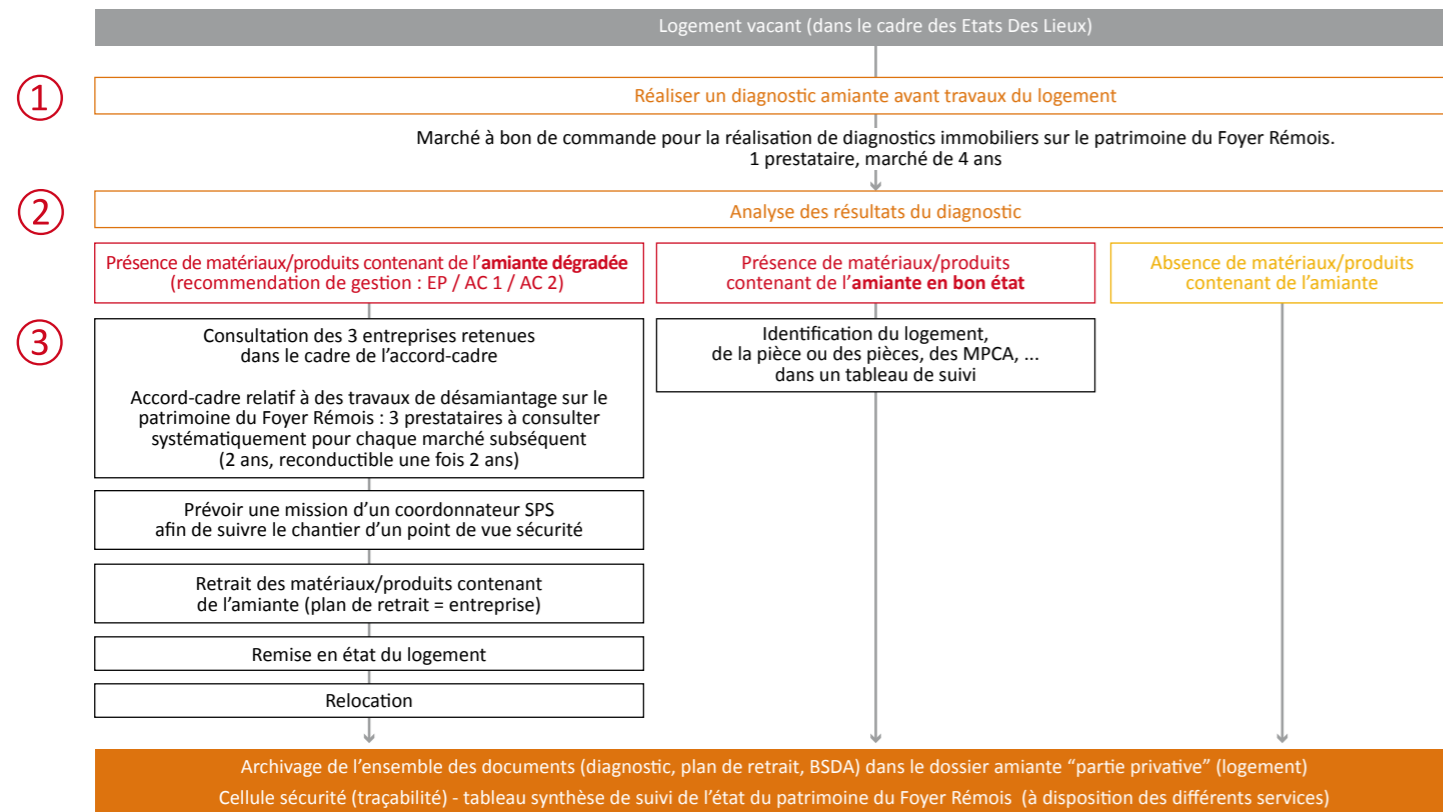 Logement vacant (dans le cadre des Etats Des Lieux)
1
Réaliser un diagnostic amiante avant travaux du logement
Marché à bon de commande pour la réalisation de diagnostics immobiliers sur le patrimoine du Foyer Rémois.
1 prestataire, marché de 4 ans
2
Analyse des résultats du diagnostic
Présence de matériaux/produits contenant de l'amiante dégradée
(recommendation de gestion : EP / AC 1 / AC 2)
Présence de matériaux/produits
contenant de l'amiante en bon état
Absence de matériaux/produits
contenant de l'amiante
3
Consultation des 3 entreprises retenues
dans le cadre de l'accord-cadre
Accord-cadre relatif à des travaux de désamiantage sur le
patrimoine du Foyer Rémois : 3 prestataires à consulter
systématiquement pour chaque marché subséquent
(2 ans, reconductible une fois 2 ans)
Identification du logement,
de la pièce ou des pièces, des MPCA, ...
dans un tableau de suivi
Prévoir une mission d'un coordonnateur SPS
afin de suivre le chantier d'un point de vue sécurité
Retrait des matériaux/produits contenant
de l'amiante (plan de retrait = entreprise)
Remise en état du logement
Relocation
Archivage de l'ensemble des documents (diagnostic, plan de retrait, BSDA) dans le dossier amiante "partie privative" (logement)
Cellule sécurité (traçabilité) - tableau synthèse de suivi de l'état du patrimoine du Foyer Rémois (à disposition des différents services)